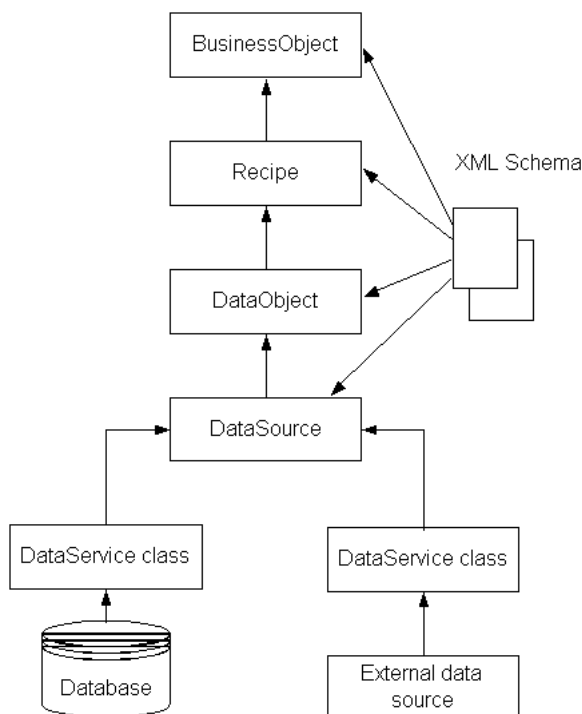 BusinessObject
Recipe
XML Schema
DataObject
DataSource
DataService class
DataService class
Database
External data
source